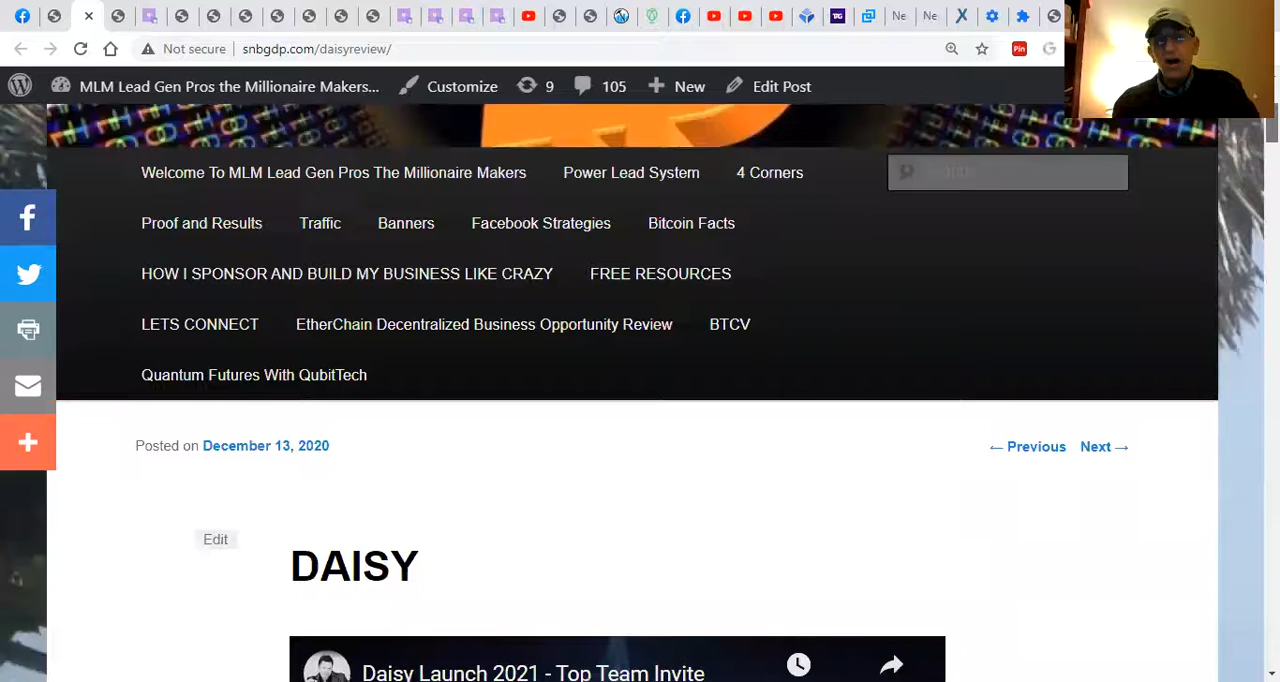 Not secure snbgdp.com/daisyreview/
MLM Lead Gen Pros the Millionaire Makers... Customize 9 105 New Edit Post
Welcome To MLM Lead Gen Pros The Millionaire Makers Power Lead System 4 Corners
Proof and Results Traffic Banners Facebook Strategies Bitcoin Facts
HOW I SPONSOR AND BUILD MY BUSINESS LIKE CRAZY FREE RESOURCES
LETS CONNECT EtherChain Decentralized Business Opportunity Review BTCV
Quantum Futures With QubitTech
Posted on December 13, 2020 ← Previous Next →
Edit
DAISY
Daisy Launch 2021 - Top Team Invite